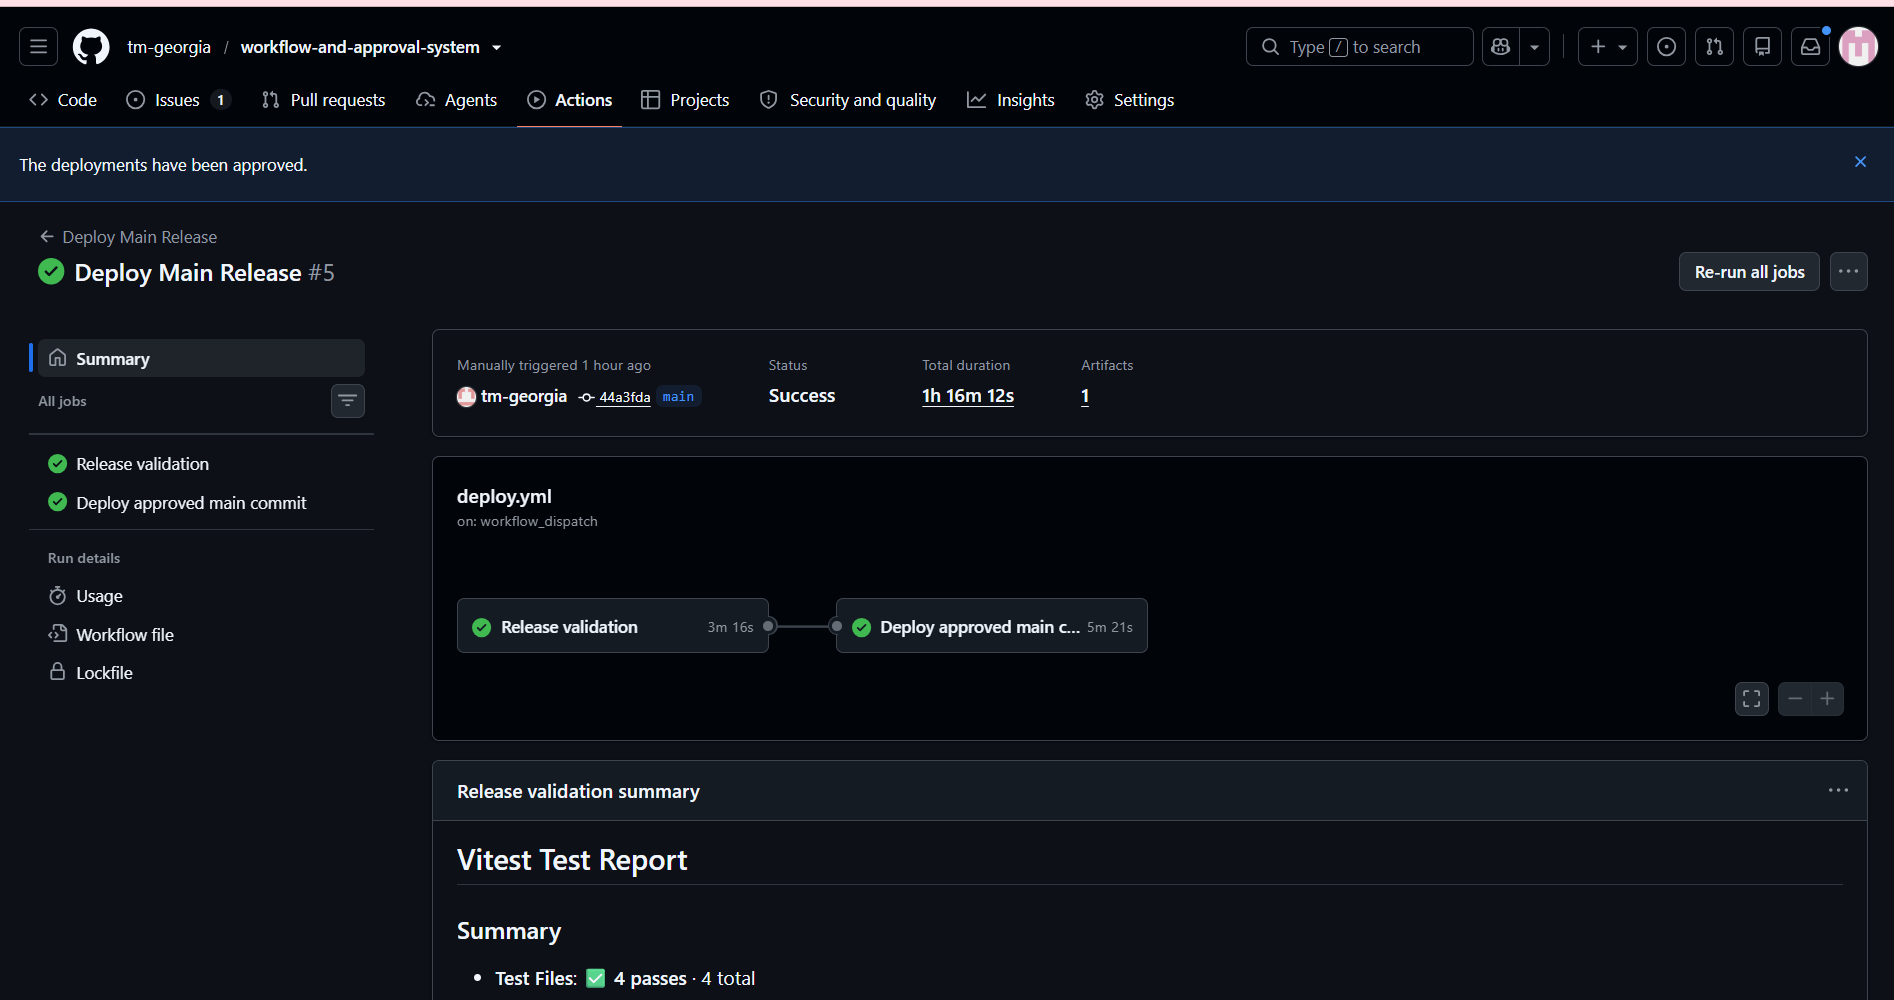 tm-georgia / workflow-and-approval-system
Type / to search
Code
Issues 1
Pull requests
Agents
Actions
Projects
Security and quality
Insights
Settings
The deployments have been approved.
Deploy Main Release
Deploy Main Release #5
Re-run all jobs
Summary
All jobs
Release validation
Deploy approved main commit
Run details
Usage
Workflow file
Lockfile
Manually triggered 1 hour ago
tm-georgia 44a3fda main
Status
Success
Total duration
1h 16m 12s
Artifacts
1
deploy.yml
on: workflow_dispatch
Release validation 3m 16s
Deploy approved main c... 5m 21s
Release validation summary
Vitest Test Report
Summary
• Test Files: ✅ 4 passes · 4 total